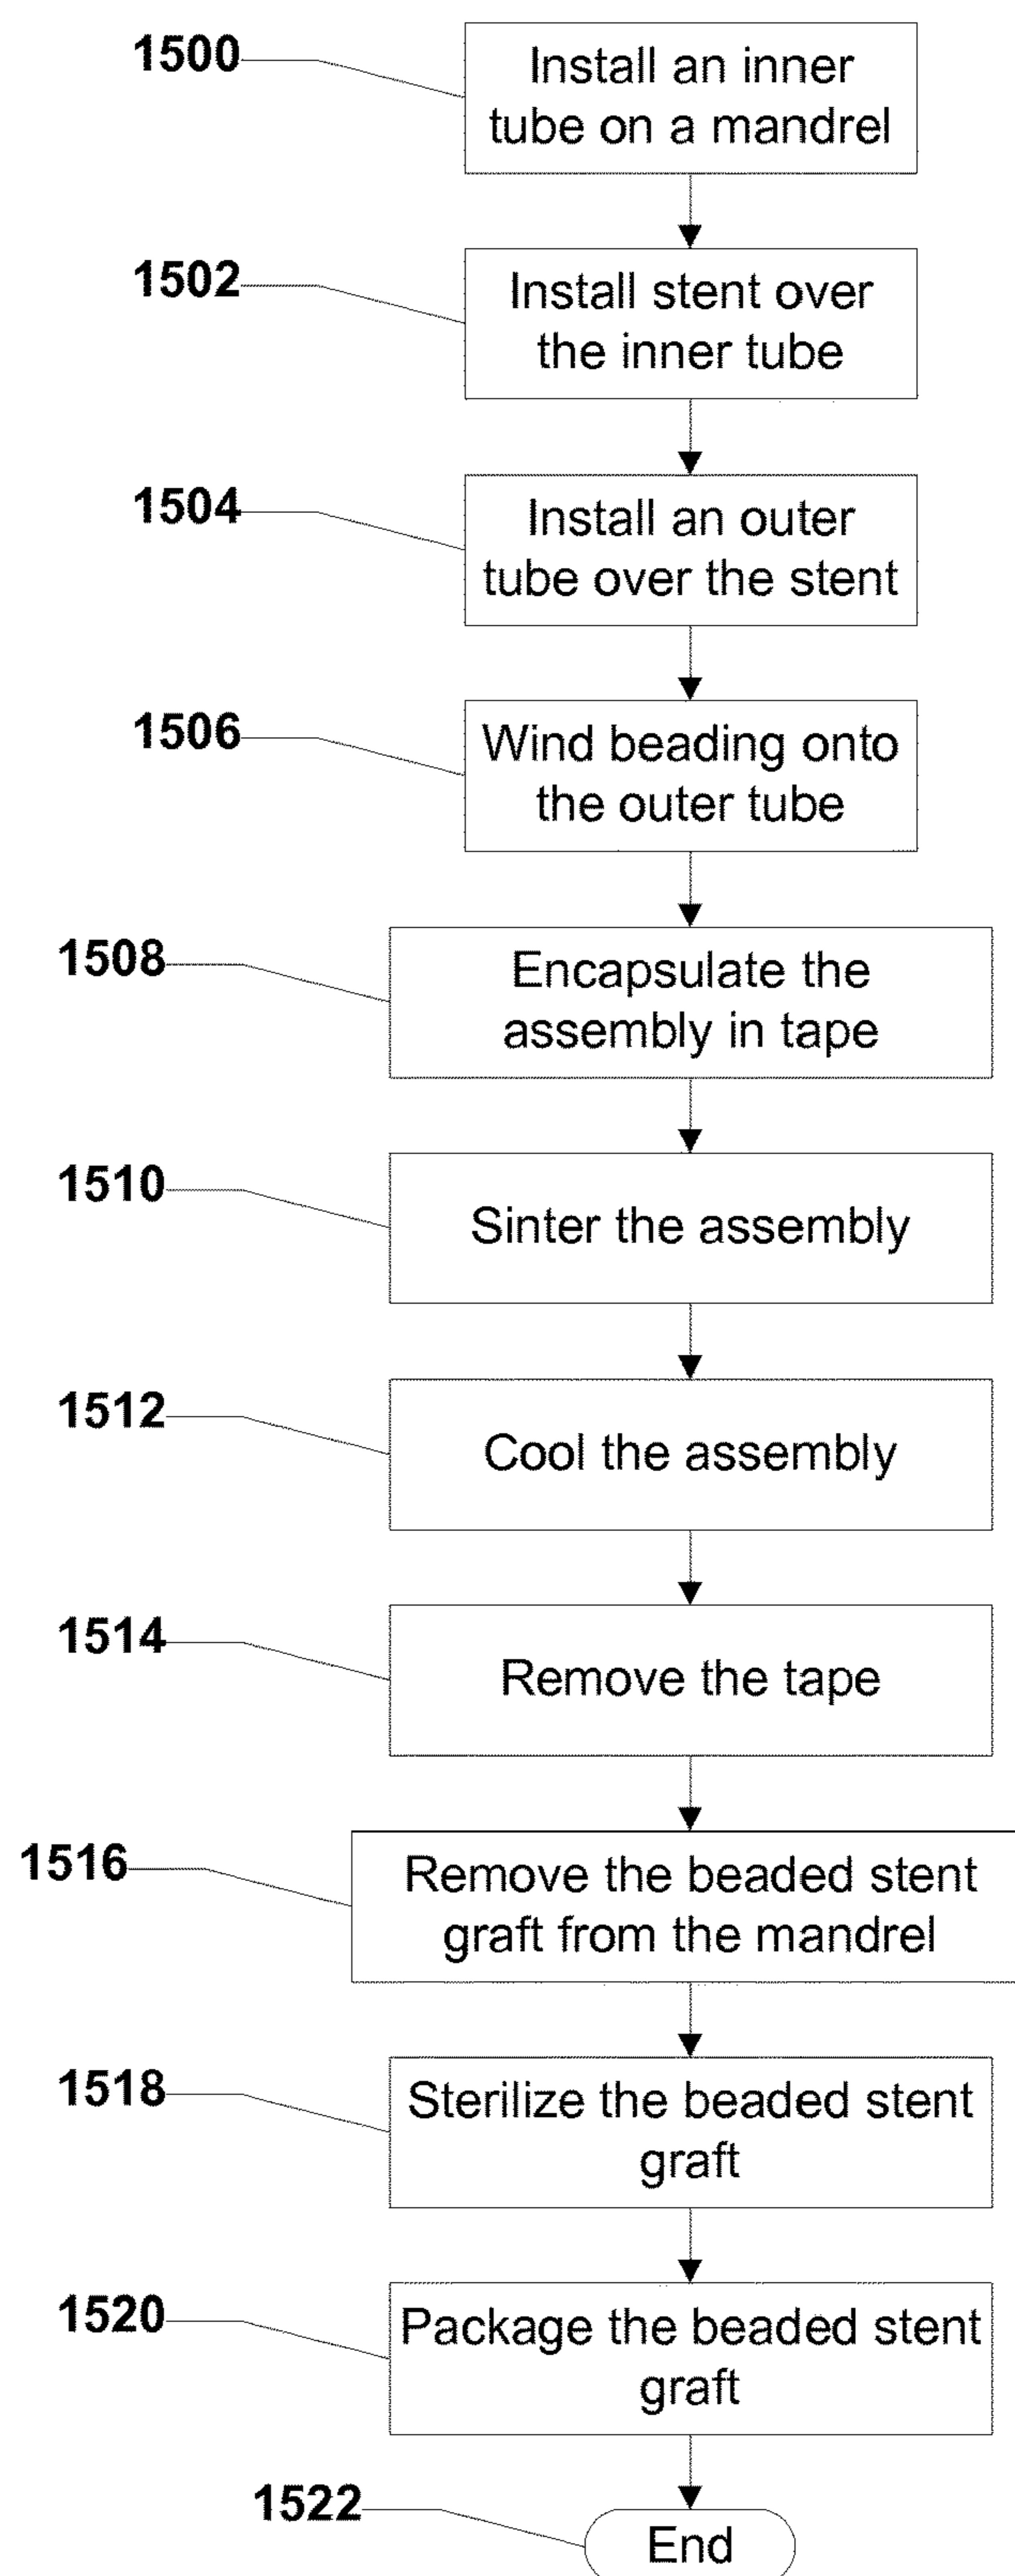 1500
Install an inner
tube on a mandrel
1502
Install stent over
the inner tube
1504
Install an outer
tube over the stent
1506
Wind beading onto
the outer tube
1508
Encapsulate the
assembly in tape
1510
Sinter the assembly
1512
Cool the assembly
1514
Remove the tape
1516
Remove the beaded stent
graft from the mandrel
1518
Sterilize the beaded stent
graft
1520
Package the beaded stent
graft
1522
End